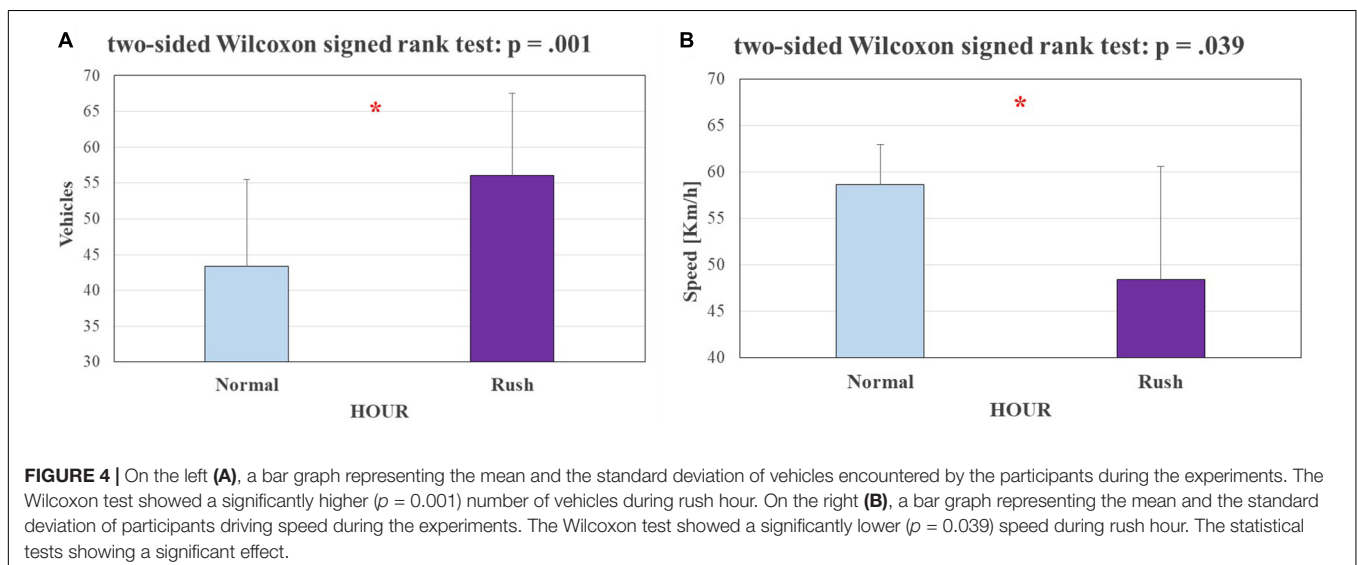 A two-sided Wilcoxon signed rank test: p = .001
70
65
60
55
50
45
40
35
30
Vehicles
*
Normal Rush
HOUR
B two-sided Wilcoxon signed rank test: p = .039
70
65
60
55
50
45
40
Speed [Km/h]
*
Normal Rush
HOUR
FIGURE 4 | On the left (A), a bar graph representing the mean and the standard deviation of vehicles encountered by the participants during the experiments. The
Wilcoxon test showed a significantly higher (p = 0.001) number of vehicles during rush hour. On the right (B), a bar graph representing the mean and the standard
deviation of participants driving speed during the experiments. The Wilcoxon test showed a significantly lower (p = 0.039) speed during rush hour. The statistical
tests showing a significant effect.